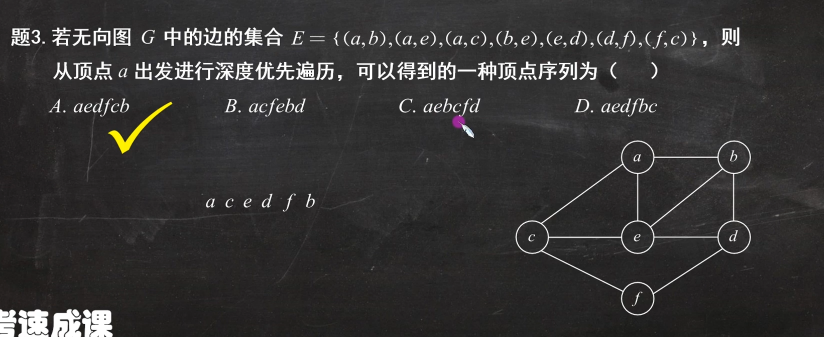 题3. 若无向图 G 中的边的集合 E = {(a,b),(a,e),(a,c),(b,e),(e,d),(d,f),(f,c)}，则
从顶点 a 出发进行深度优先遍历，可以得到的一种顶点序列为（  ）
A. aedfcb B. acfebd C. aebcfd D. aedfbc
a b
a c e d f b
c e d
f
速成课